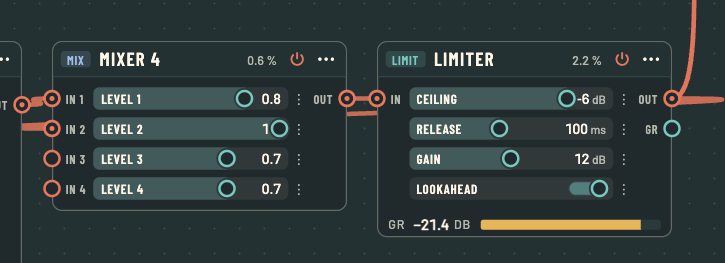 MIX MIXER 4 0.6 %
IN 1 LEVEL 1 0.8 OUT
IN 2 LEVEL 2 1
IN 3 LEVEL 3 0.7
IN 4 LEVEL 4 0.7
LIMIT LIMITER 2.2 %
IN CEILING -6 dB OUT
RELEASE 100 ms GR
GAIN 12 dB
LOOKAHEAD
GR −21.4 DB